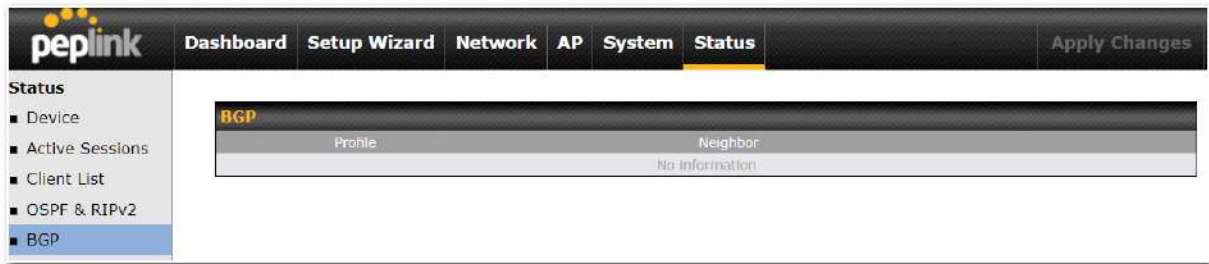 peplink
Dashboard Setup Wizard Network AP System Status Apply Changes
Status
Device
Active Sessions
Client List
OSPF & RIPv2
BGP
BGP
Profile Neighbor
No information